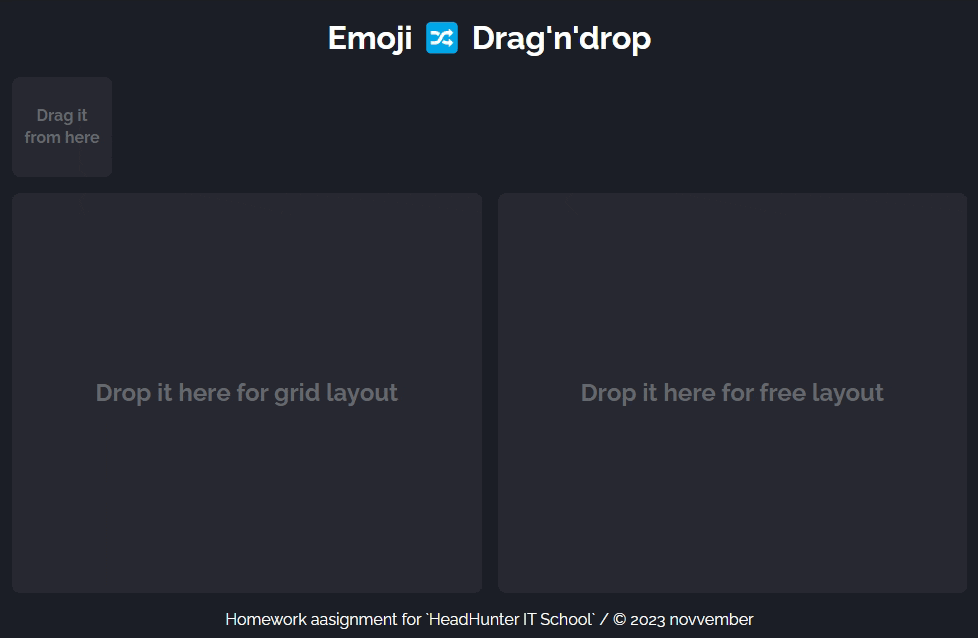 Emoji 🔀 Drag'n'drop
Drag it
from here
Drop it here for grid layout
Drop it here for free layout
Homework aasignment for `HeadHunter IT School` / © 2023 novvember